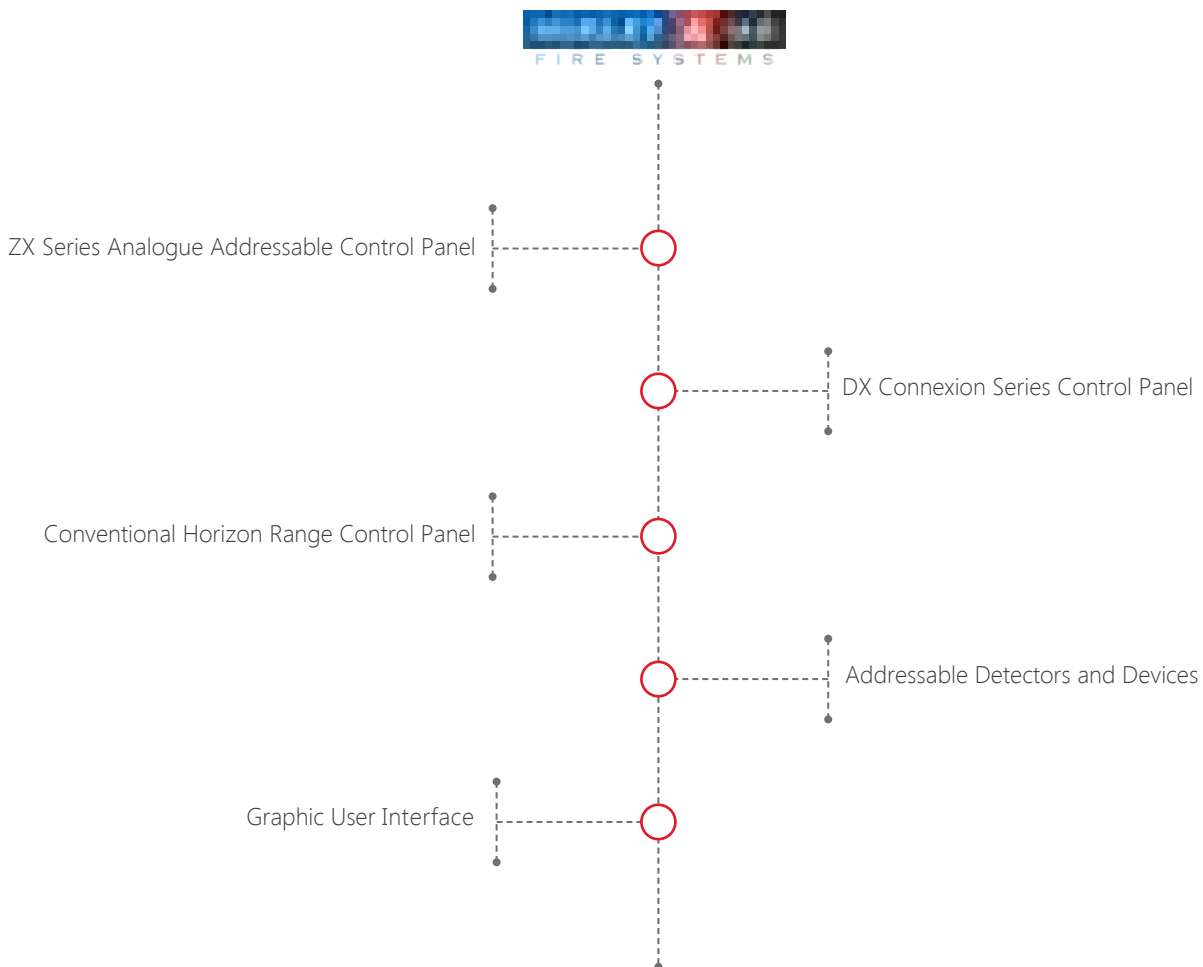 FIRE SYSTEMS
ZX Series Analogue Addressable Control Panel
DX Connexion Series Control Panel
Conventional Horizon Range Control Panel
Addressable Detectors and Devices
Graphic User Interface